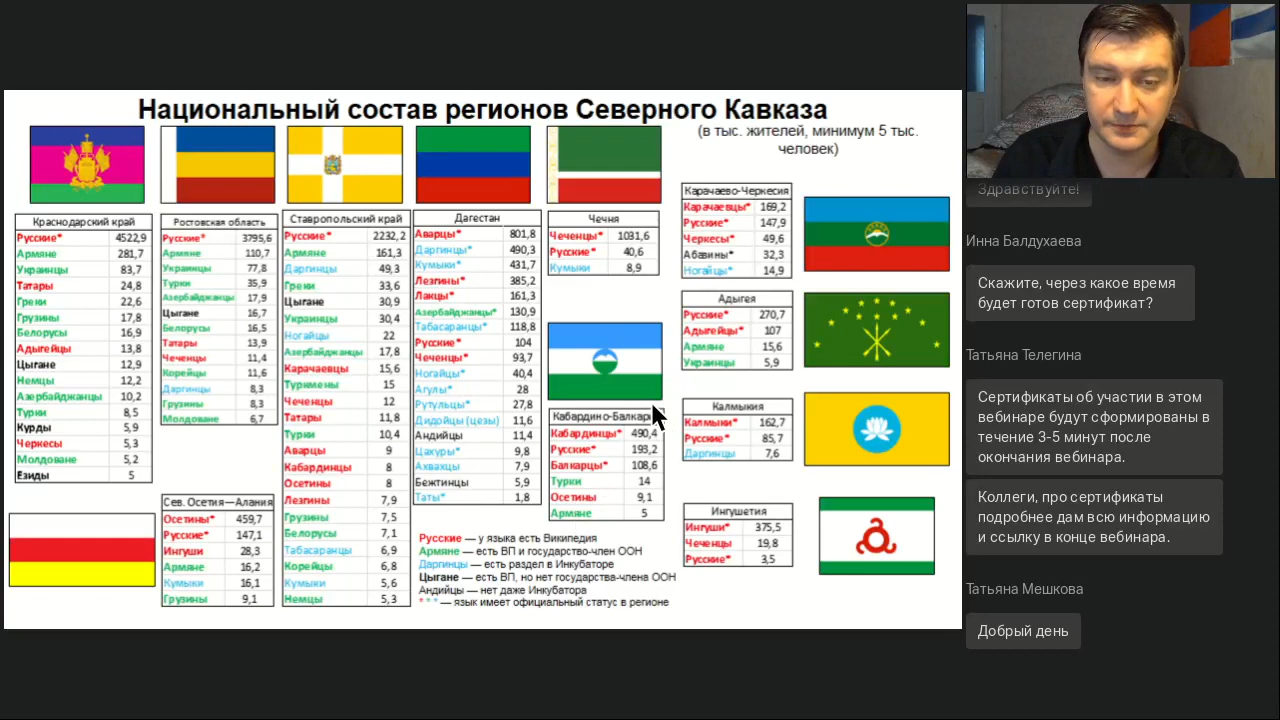 Национальный состав регионов Северного Кавказа
(в тыс. жителей, минимум 5 тыс.
человек)
Краснодарский край
Русские* 4522,9
Армяне 281,7
Украинцы 83,7
Татары 24,8
Греки 22,6
Грузины 17,8
Белорусы 16,9
Адыгейцы 13,8
Цыгане 12,9
Немцы 12,2
Азербайджанцы 10,2
Турки 8,5
Курды 5,9
Черкесы 5,3
Молдоване 5,2
Езиды 5
Ростовская область
Русские* 3795,6
Армяне 110,7
Украинцы 77,8
Турки 35,9
Азербайджанцы 17,9
Цыгане 16,7
Белорусы 16,5
Татары 13,9
Чеченцы 11,4
Корейцы 11,6
Даргинцы 8,3
Грузины 8,3
Молдоване 6,7
Сев. Осетия—Алания
Осетины* 459,7
Русские* 147,1
Ингуши 28,3
Армяне 16,2
Кумыки 16,1
Грузины 9,1
Ставропольский край
Русские* 2232,2
Армяне 161,3
Даргинцы 49,3
Греки 33,6
Цыгане 30,9
Украинцы 30,4
Ногайцы 22
Азербайджанцы 17,8
Карачаевцы 15,6
Туркмены 15
Чеченцы 12
Татары 11,8
Турки 10,4
Аварцы 9
Кабардинцы 8
Осетины 8
Лезгины 7,9
Грузины 7,5
Белорусы 7,1
Табасараны 6,9
Корейцы 6,8
Кумыки 5,6
Немцы 5,3
Дагестан
Аварцы* 801,8
Даргинцы* 490,3
Кумыки* 431,7
Лезгины* 385,2
Лакцы* 161,3
Азербайджанцы* 130,9
Табасаранцы* 118,8
Русские* 104
Чеченцы* 93,7
Ногайцы* 40,4
Агулы* 28
Рутульцы* 27,8
Дидойцы (цезы) 11,6
Андийцы 11,4
Цахуры* 9,8
Ахвахцы 7,9
Бежтинцы 5,9
Таты* 1,8
Чечня
Чеченцы* 1031,6
Русские* 40,6
Кумыки 8,9
Кабардинцы* 490,4
Русские* 193,2
Балкарцы* 108,6
Турки 14
Осетины 9,1
Армяне 5
Русские — у языка есть Википедия
Армяне — есть ВП и государство-член ООН
Даргинцы — есть раздел в Инкубаторе
Цыгане — есть ВП, но нет государства-члена ООН
Андийцы — нет даже Инкубатора
* * * — язык имеет официальный статус в регионе
Карачаево-Черкесия
Карачаевцы* 169,2
Русские* 147,9
Черкесы* 49,6
Абазины* 32,3
Ногайцы* 14,9
Адыгея
Русские* 270,7
Адыгейцы* 107
Армяне 15,6
Украинцы 5,9
Калмыкия
Калмыки* 162,7
Русские* 85,7
Даргинцы 7,6
Ингушетия
Ингуши* 375,5
Чеченцы 19,8
Русские* 3,5
Здравствуйте!
Инна Балдухаева
Скажите, через какое время
будет готов сертификат?
Татьяна Телегина
Сертификаты об участии в этом
вебинаре будут сформированы в
течение 3-5 минут после
окончания вебинара.
Коллеги, про сертификаты
подробнее дам всю информацию
и ссылку в конце вебинара.
Татьяна Мешкова
Добрый день